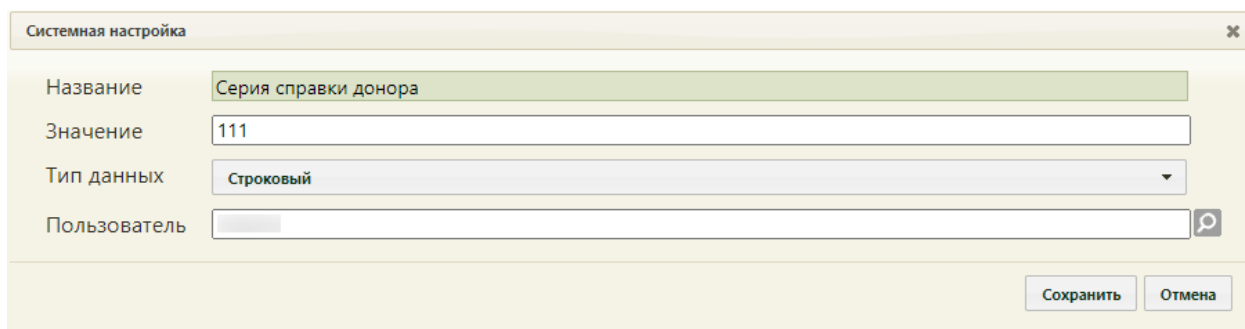 Системная настройка
Название Серия справки донора
Значение 111
Тип данных Строковый
Пользователь
Сохранить Отмена